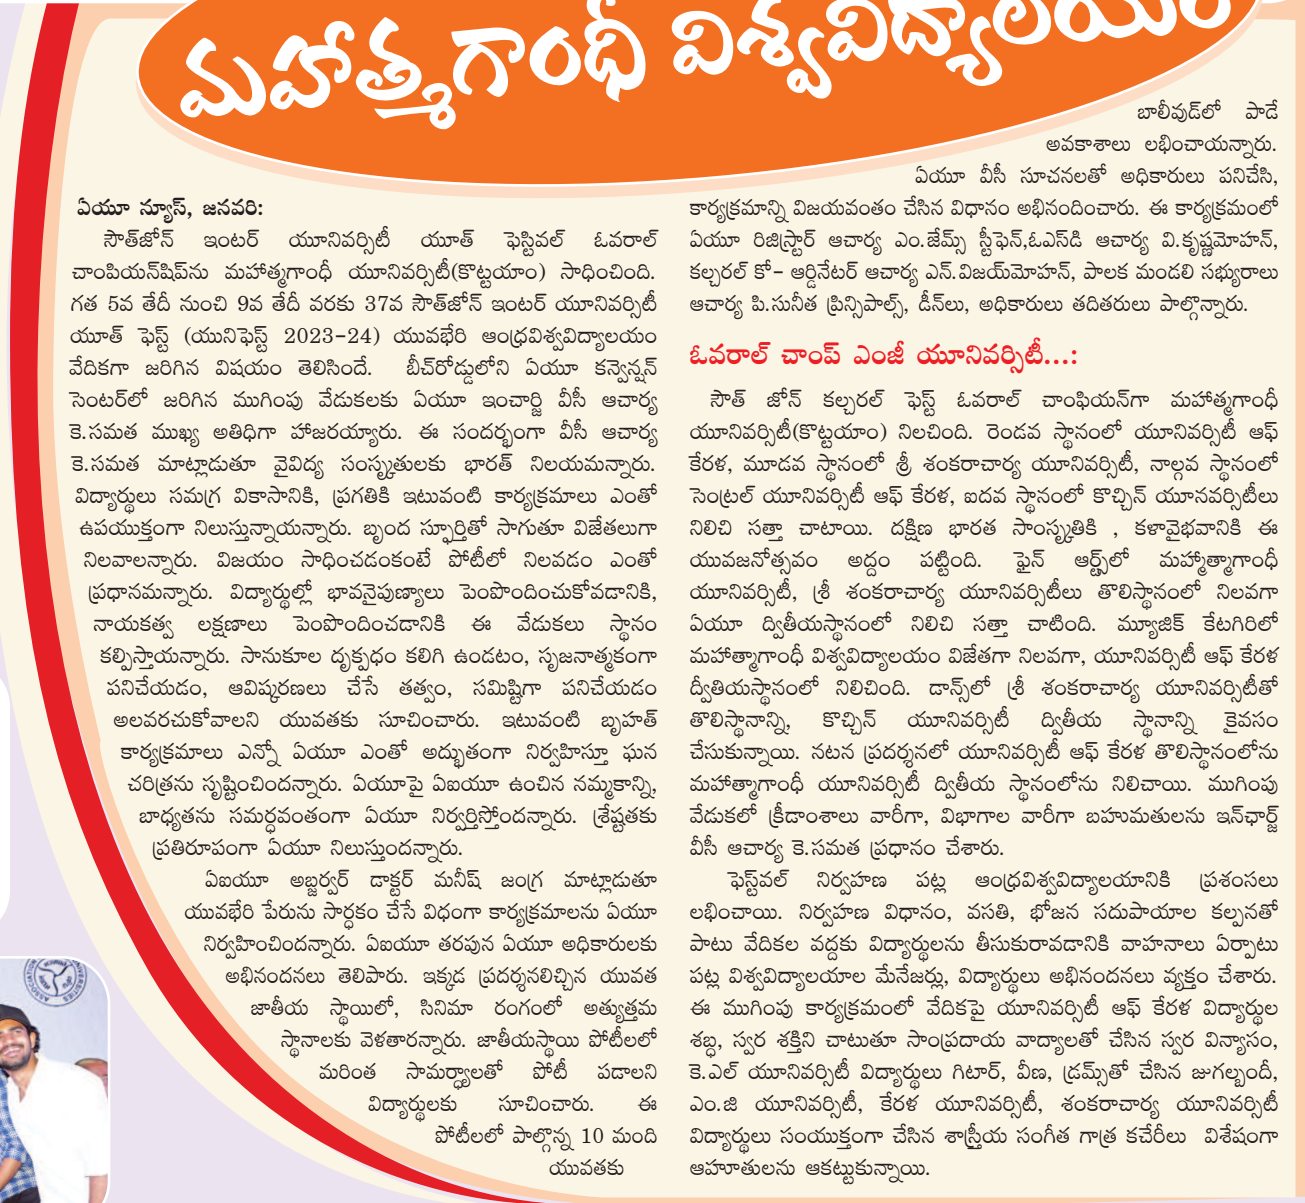 మహాత్మగాంధీ విశ్వవిద్యాలయం
ఏయూ న్యూస్, జనవరి:
సౌత్‌జోన్ ఇంటర్ యూనివర్సిటీ యూత్ ఫెస్టివల్ ఓవరాల్
చాంపియన్‌షిప్‌ను మహాత్మగాంధీ యూనివర్సిటీ(కొట్టయాం) సాధించింది.
గత 5వ తేదీ నుంచి 9వ తేదీ వరకు 37వ సౌత్‌జోన్ ఇంటర్ యూనివర్సిటీ
యూత్ ఫెస్ట్ (యునిఫెస్ట్ 2023-24) యువభేరి ఆంధ్రవిశ్వవిద్యాలయం
వేదికగా జరిగిన విషయం తెలిసిందే. బీచ్‌రోడ్డులోని ఏయూ కన్వెన్షన్
సెంటర్‌లో జరిగిన ముగింపు వేడుకలకు ఏయూ ఇంచార్జి వీసీ ఆచార్య
కె.సమత ముఖ్య అతిధిగా హాజరయ్యారు. ఈ సందర్భంగా వీసీ ఆచార్య
కె.సమత మాట్లాడుతూ వైవిద్య సంస్కృతులకు భారత్ నిలయమన్నారు.
విద్యార్థులు సమగ్ర వికాసానికి, ప్రగతికి ఇటువంటి కార్యక్రమాలు ఎంతో
ఉపయుక్తంగా నిలుస్తున్నాయన్నారు. బృంద స్ఫూర్తితో సాగుతూ విజేతలుగా
నిలవాలన్నారు. విజయం సాధించడంకంటే పోటీలో నిలవడం ఎంతో
ప్రధానమన్నారు. విద్యార్థుల్లో భావనైపుణ్యాలు పెంపొందించుకోవడానికి,
నాయకత్వ లక్షణాలు పెంపొందించడానికి ఈ వేడుకలు స్థానం
కల్పిస్తాయన్నారు. సానుకూల దృక్పధం కలిగి ఉండటం, సృజనాత్మకంగా
పనిచేయడం, ఆవిష్కరణలు చేసే తత్వం, సమిష్టిగా పనిచేయడం
అలవరచుకోవాలని యువతకు సూచించారు. ఇటువంటి బృహత్
కార్యక్రమాలు ఎన్నో ఏయూ ఎంతో అద్భుతంగా నిర్వహిస్తూ ఘన
చరిత్రను సృష్టించిందన్నారు. ఏయూపై ఏఐయూ ఉంచిన నమ్మకాన్ని,
బాధ్యతను సమర్ధవంతంగా ఏయూ నిర్వర్తిస్తోందన్నారు. శ్రేష్టతకు
ప్రతిరూపంగా ఏయూ నిలుస్తుందన్నారు.
ఏఐయూ అబ్జర్వర్ డాక్టర్ మనీష్ జంగ్ర మాట్లాడుతూ
యువభేరి పేరును సార్థకం చేసే విధంగా కార్యక్రమాలను ఏయూ
నిర్వహించిందన్నారు. ఏఐయూ తరపున ఏయూ అధికారులకు
అభినందనలు తెలిపారు. ఇక్కడ ప్రదర్శనలిచ్చిన యువత
జాతీయ స్థాయిలో, సినిమా రంగంలో అత్యుత్తమ
స్థానాలకు వెళతారన్నారు. జాతీయస్థాయి పోటీలలో
మరింత సామర్థ్యాలతో పోటీ పడాలని
విద్యార్థులకు సూచించారు. ఈ
పోటీలలో పాల్గొన్న 10 మంది
యువతకు
బాలీవుడ్‌లో పాడే
అవకాశాలు లభించాయన్నారు.
ఏయూ వీసీ సూచనలతో అధికారులు పనిచేసి,
కార్యక్రమాన్ని విజయవంతం చేసిన విధానం అభినందించారు. ఈ కార్యక్రమంలో
ఏయూ రిజిస్ట్రార్ ఆచార్య ఎం.జేమ్స్ స్టీఫెన్,ఓఎస్‌డి ఆచార్య వి.కృష్ణమోహన్,
కల్చరల్ కో- ఆర్డినేటర్ ఆచార్య ఎన్.విజయ్‌మోహన్, పాలక మండలి సభ్యురాలు
ఆచార్య పి.సునీత ప్రిన్సిపాల్స్, డీన్‌లు, అధికారులు తదితరులు పాల్గొన్నారు.
ఓవరాల్ చాంప్ ఎంజీ యూనివర్సిటీ...:
సౌత్ జోన్ కల్చరల్ ఫెస్ట్ ఓవరాల్ చాంఫియన్‌గా మహాత్మగాంధీ
యూనివర్సిటీ(కొట్టయాం) నిలచింది. రెండవ స్థానంలో యూనివర్సిటీ ఆఫ్
కేరళ, మూడవ స్థానంలో శ్రీ శంకరాచార్య యూనివర్సిటీ, నాల్గవ స్థానంలో
సెంట్రల్ యూనివర్సిటీ ఆఫ్ కేరళ, ఐదవ స్థానంలో కొచ్చిన్ యూనవర్సిటీలు
నిలిచి సత్తా చాటాయి. దక్షిణ భారత సాంస్కృతికి , కళావైభవానికి ఈ
యువజనోత్సవం అద్దం పట్టింది. ఫైన్ ఆర్ట్స్‌లో మహ్మాత్మాగాంధీ
యూనివర్సిటీ, శ్రీ శంకరాచార్య యూనివర్సిటీలు తొలిస్థానంలో నిలవగా
ఏయూ ద్వితీయస్థానంలో నిలిచి సత్తా చాటింది. మ్యూజిక్ కేటగిరిలో
మహాత్మాగాంధీ విశ్వవిద్యాలయం విజేతగా నిలవగా, యూనివర్సిటీ ఆఫ్ కేరళ
ద్వీతియస్థానంలో నిలిచింది. డాన్స్‌లో శ్రీ శంకరాచార్య యూనివర్సిటీతో
తొలిస్థానాన్ని, కొచ్చిన్ యూనివర్సిటీ ద్వితీయ స్థానాన్ని కైవసం
చేసుకున్నాయి. నటన ప్రదర్శనలో యూనివర్సిటీ ఆఫ్ కేరళ తొలిస్థానంలోను
మహాత్మాగాంధీ యూనివర్సిటీ ద్వితీయ స్థానంలోను నిలిచాయి. ముగింపు
వేడుకలో క్రీడాంశాలు వారీగా, విభాగాల వారీగా బహుమతులను ఇన్‌ఛార్జ్
వీసీ ఆచార్య కె.సమత ప్రధానం చేశారు.
ఫెస్ట్‌వల్ నిర్వహణ పట్ల ఆంధ్రవిశ్వవిద్యాలయానికి ప్రశంసలు
లభించాయి. నిర్వహణ విధానం, వసతి, భోజన సదుపాయాల కల్పనతో
పాటు వేదికల వద్దకు విద్యార్థులను తీసుకురావడానికి వాహనాలు ఏర్పాటు
పట్ల విశ్వవిద్యాలయాల మేనేజర్లు, విద్యార్థులు అభినందనలు వ్యక్తం చేశారు.
ఈ ముగింపు కార్యక్రమంలో వేదికపై యూనివర్సిటీ ఆఫ్ కేరళ విద్యార్థుల
శబ్ధ, స్వర శక్తిని చాటుతూ సాంప్రదాయ వాద్యాలతో చేసిన స్వర విన్యాసం,
కె.ఎల్ యూనివర్సిటీ విద్యార్థులు గిటార్, వీణ, డ్రమ్స్‌తో చేసిన జుగల్బందీ,
ఎం.జి యూనివర్సిటీ, కేరళ యూనివర్సిటీ, శంకరాచార్య యూనివర్సిటీ
విద్యార్థులు సంయుక్తంగా చేసిన శాస్త్రీయ సంగీత గాత్ర కచేరీలు విశేషంగా
ఆహూతులను ఆకట్టుకున్నాయి.